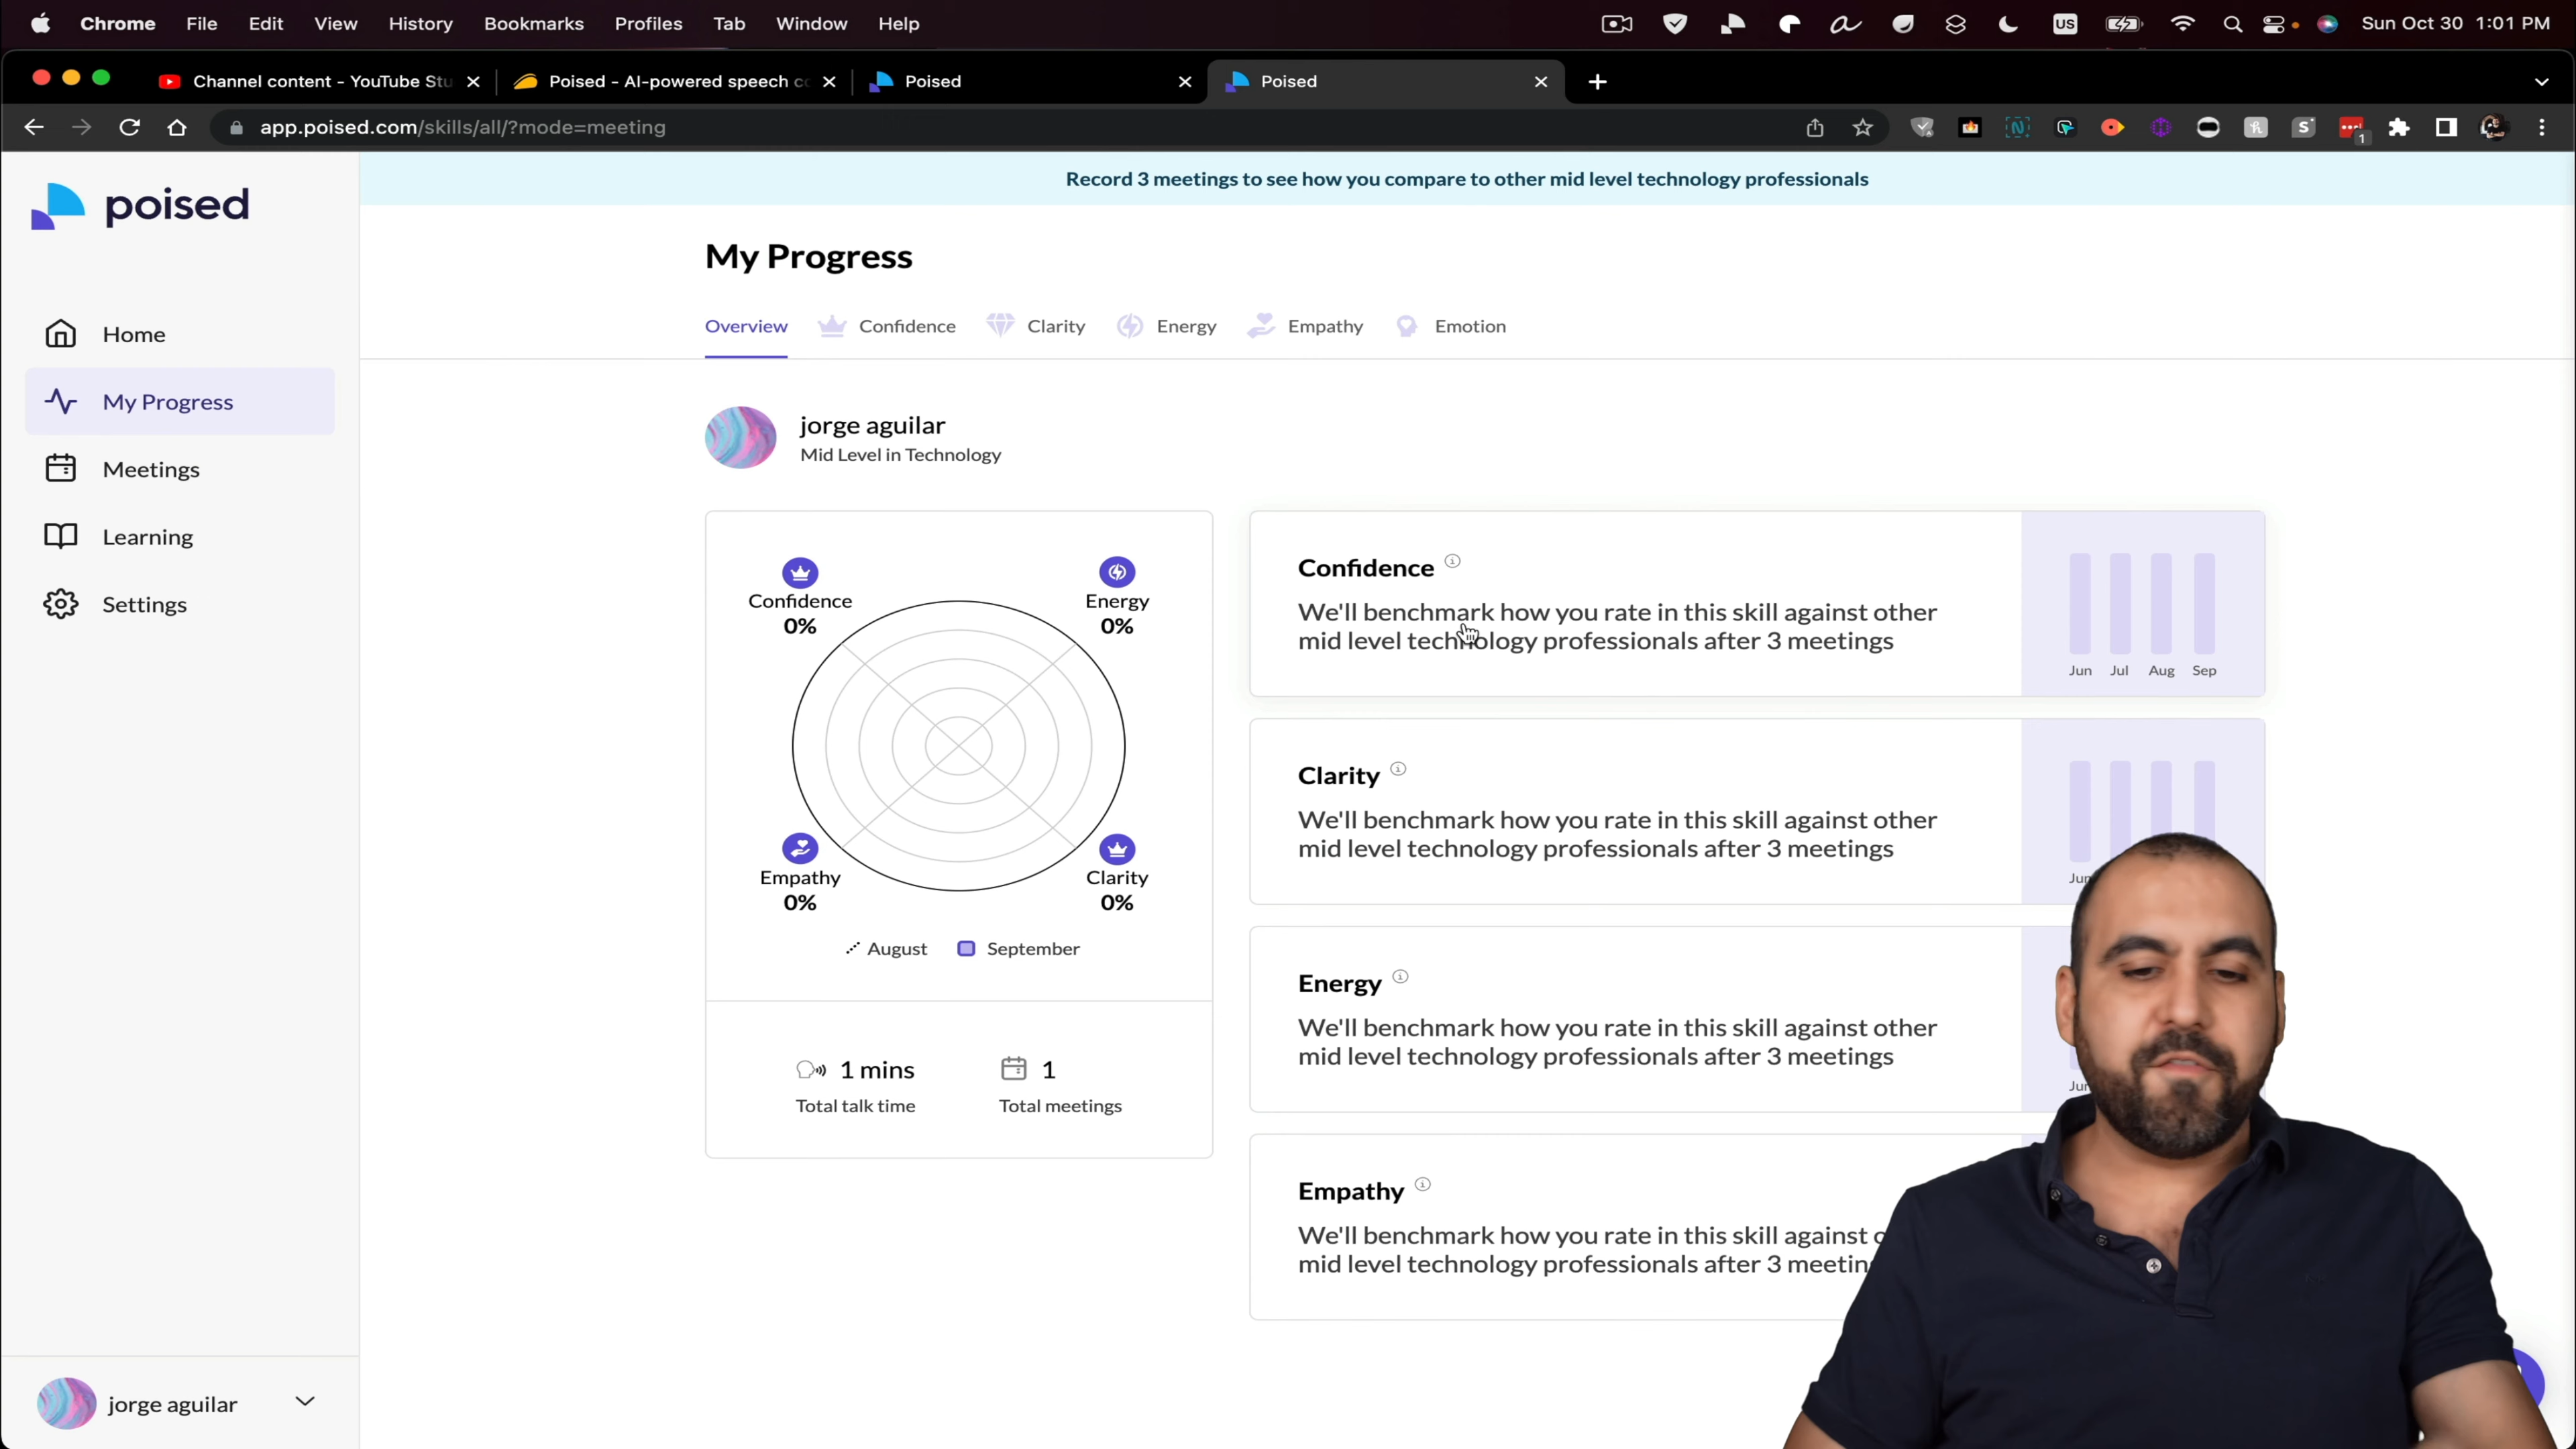 Chrome File Edit View History Bookmarks Profiles Tab Window Help US Sun Oct 30 1:01 PM
Channel content - YouTube Stu Poised - AI-powered speech co Poised Poised
app.poised.com/skills/all/?mode=meeting
1
poised
Home
My Progress
Meetings
Learning
Settings
jorge aguilar
Record 3 meetings to see how you compare to other mid level technology professionals
My Progress
Overview Confidence Clarity Energy Empathy Emotion
jorge aguilar
Mid Level in Technology
Confidence
0%
Energy
0%
Empathy
0%
Clarity
0%
August September
1 mins
Total talk time
1
Total meetings
Confidence
We'll benchmark how you rate in this skill against other
mid level technology professionals after 3 meetings
Jun Jul Aug Sep
Clarity
We'll benchmark how you rate in this skill against other
mid level technology professionals after 3 meetings
Energy
We'll benchmark how you rate in this skill against other
mid level technology professionals after 3 meetings
Empathy
We'll benchmark how you rate in this skill against
mid level technology professionals after 3